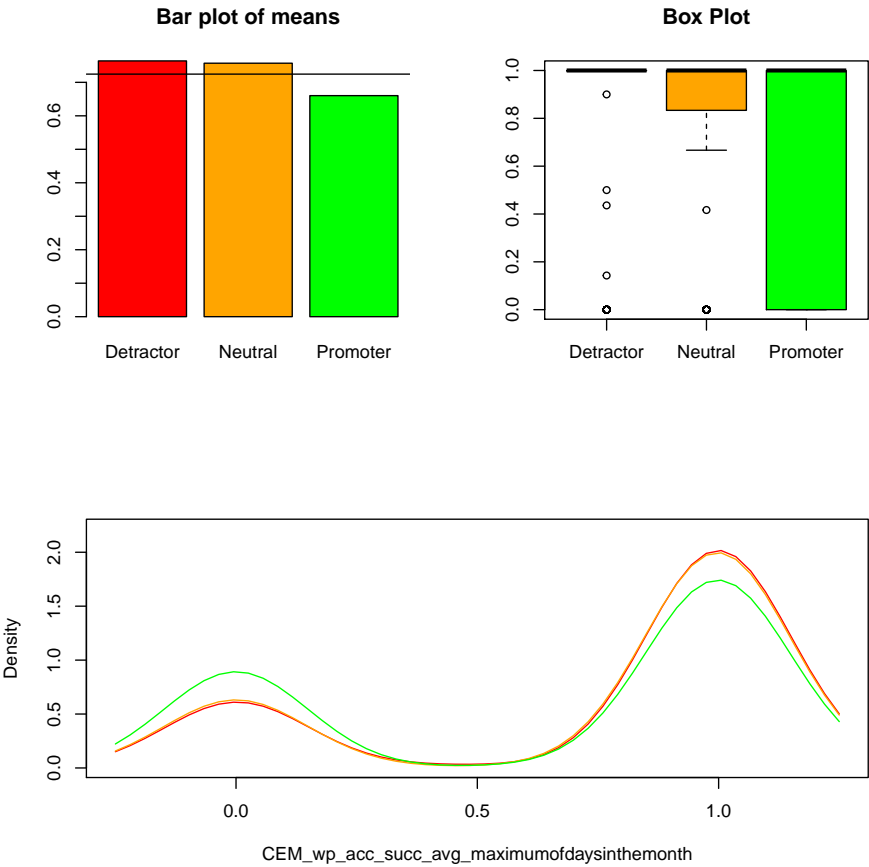 Bar plot of means
0.0
0.2
0.4
0.6
Detractor Neutral Promoter
Box Plot
0.0
0.2
0.4
0.6
0.8
1.0
Detractor Neutral Promoter
Density
0.0
0.5
1.0
1.5
2.0
0.0 0.5 1.0
CEM_wp_acc_succ_avg_maximumofdaysinthemonth